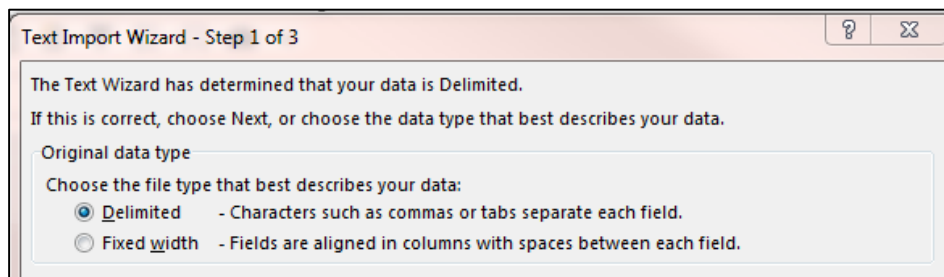 Text Import Wizard - Step 1 of 3
The Text Wizard has determined that your data is Delimited.
If this is correct, choose Next, or choose the data type that best describes your data.
Original data type
Choose the file type that best describes your data:
Delimited - Characters such as commas or tabs separate each field.
Fixed width - Fields are aligned in columns with spaces between each field.